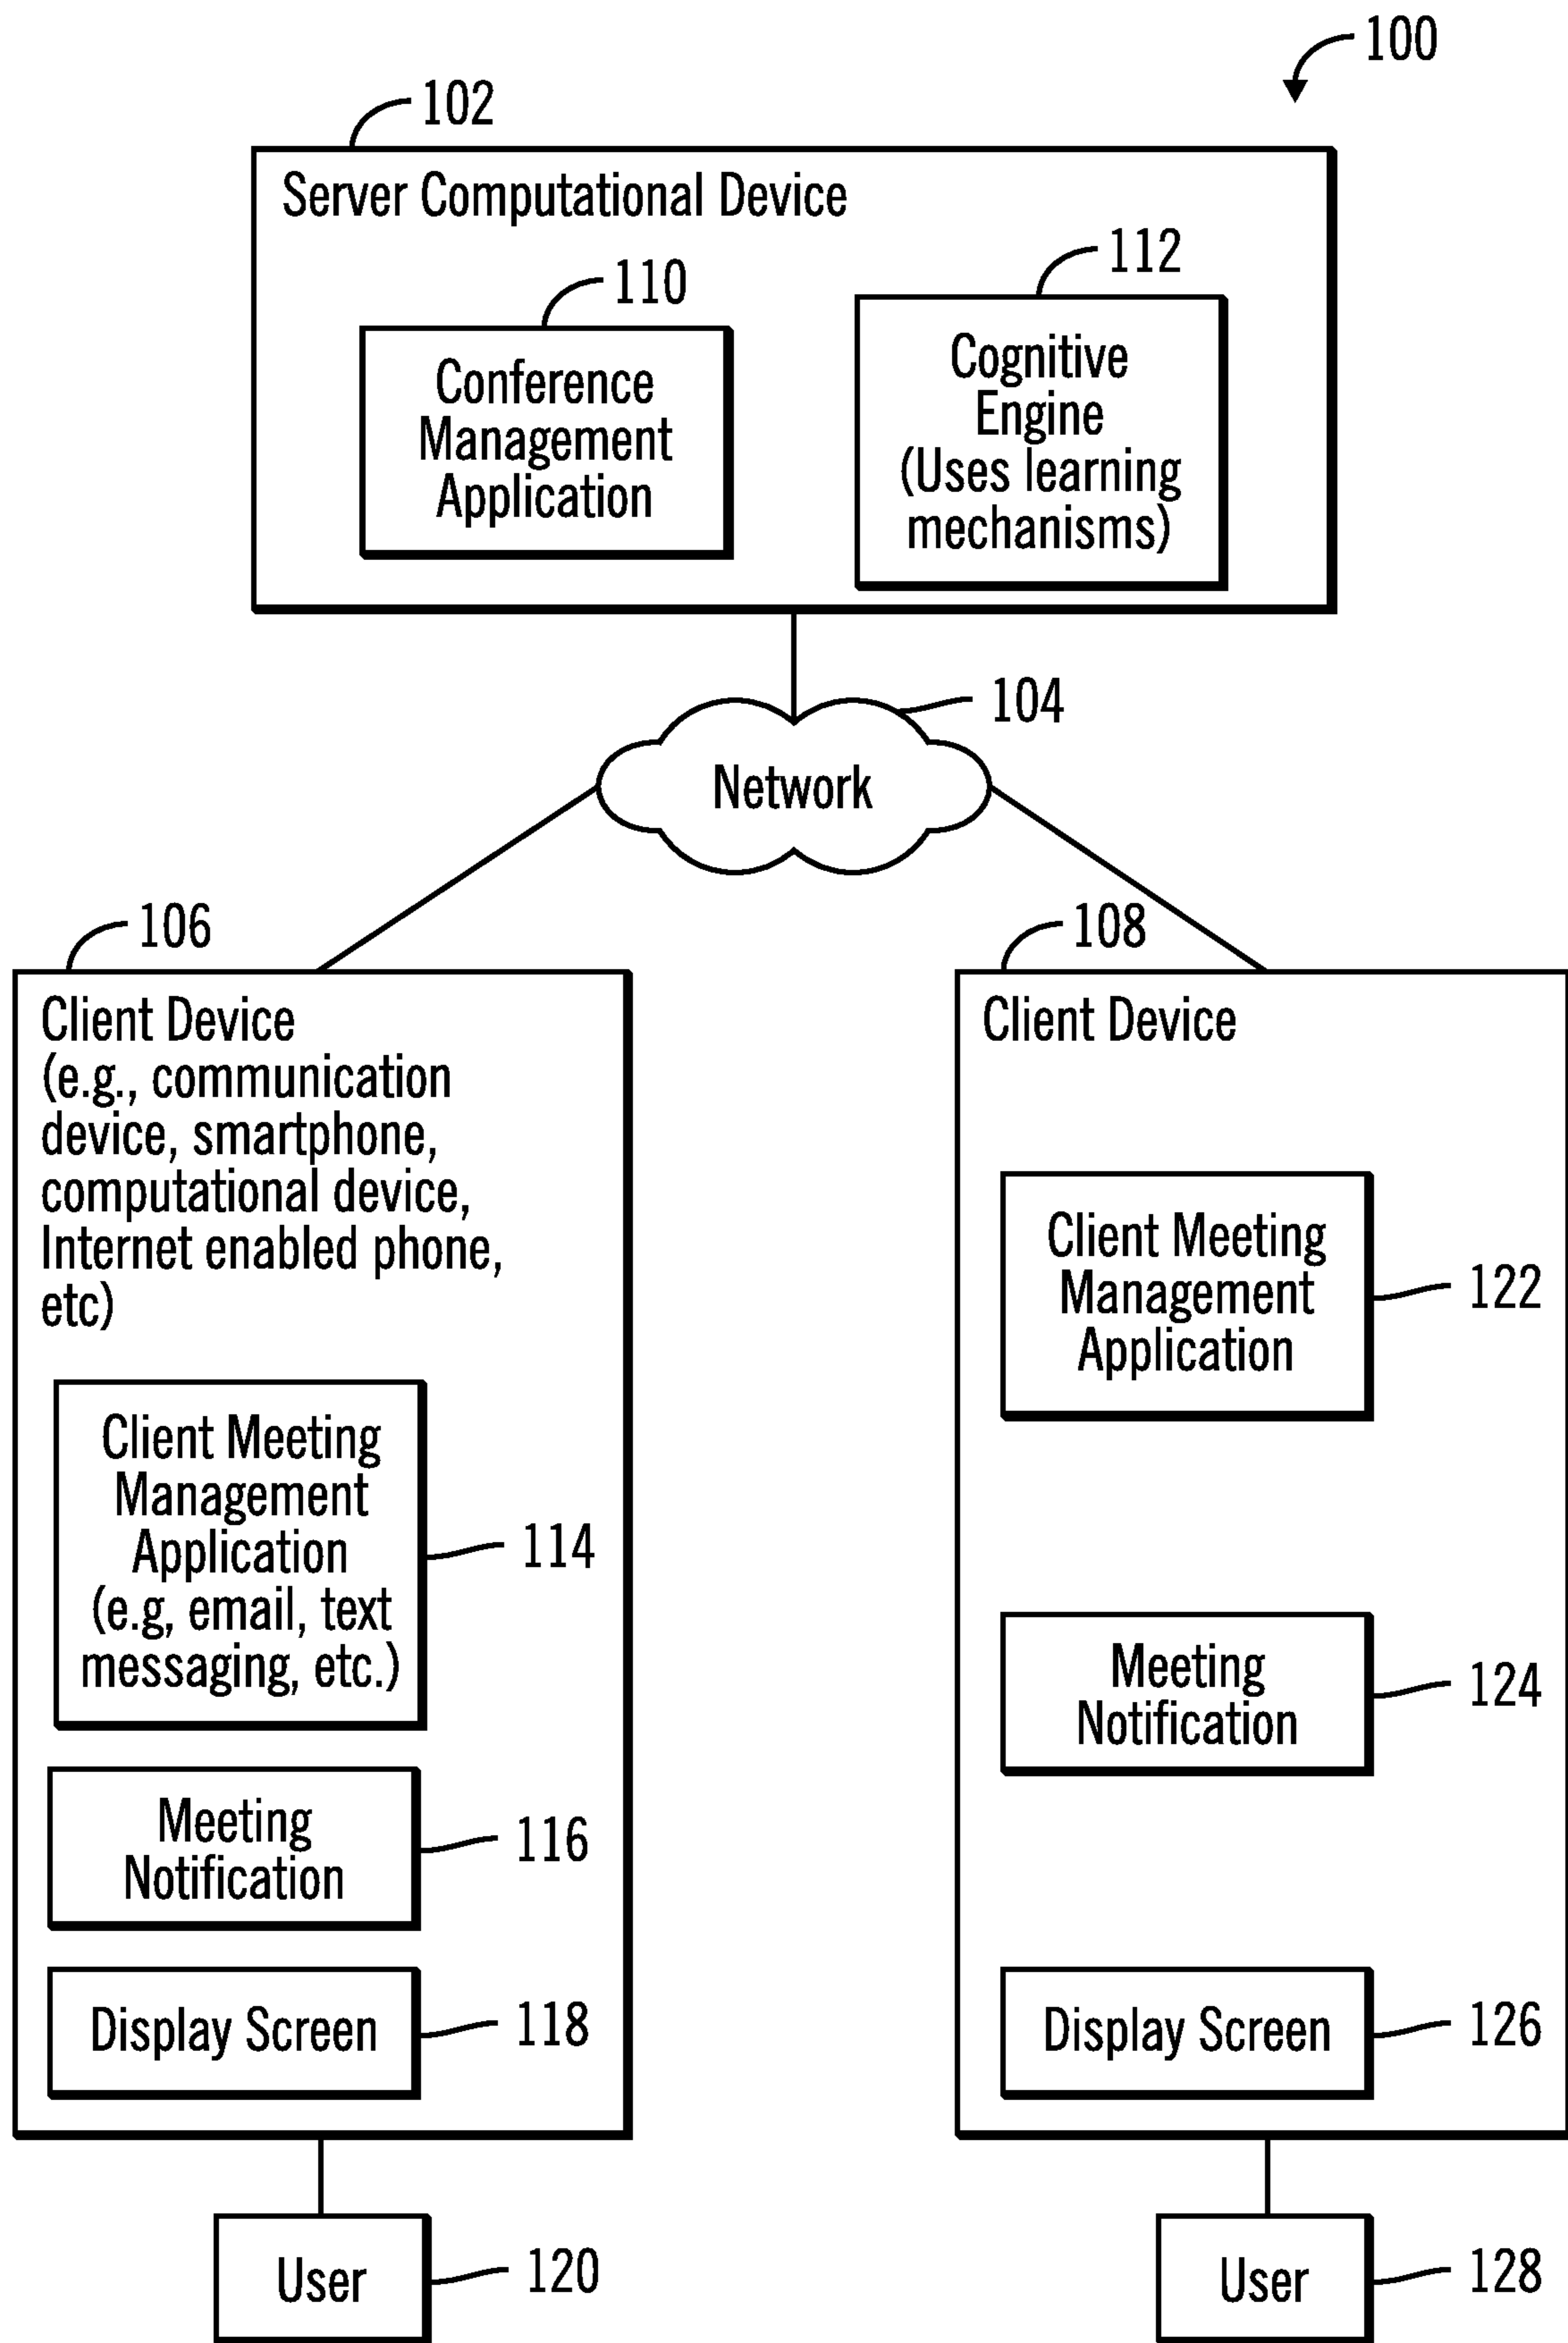 100
102
Server Computational Device
110
Conference
Management
Application
112
Cognitive
Engine
(Uses learning
mechanisms)
104
Network
106
Client Device
(e.g., communication
device, smartphone,
computational device,
Internet enabled phone,
etc)
Client Meeting
Management
Application
(e.g, email, text
messaging, etc.)
114
Meeting
Notification
116
Display Screen
118
User
120
108
Client Device
Client Meeting
Management
Application
122
Meeting
Notification
124
Display Screen
126
User
128